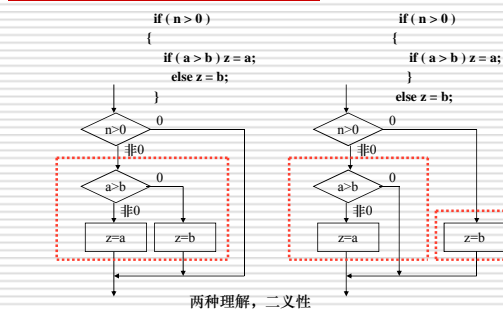 if ( n > 0 )
{
if ( a > b ) z = a;
else z = b;
}
n>0
0
非0
a>b
0
非0
z=a
z=b
if ( n > 0 )
{
if ( a > b ) z = a;
}
else z = b;
n>0
0
非0
a>b
0
非0
z=a
z=b
两种理解，二义性